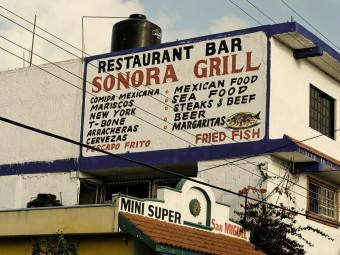 RESTAURANT BAR
SONORA GRILL
COMIDA MEXICANA - MEXICAN FOOD
MARISCOS - SEA FOOD
NEW YORK - STEAKS & BEEF
T-BONE - BEER
ARRACHERAS - MARGARITAS
CERVEZAS - FRIED FISH
PESCADO FRITO
MINI SUPER San MIGUEL